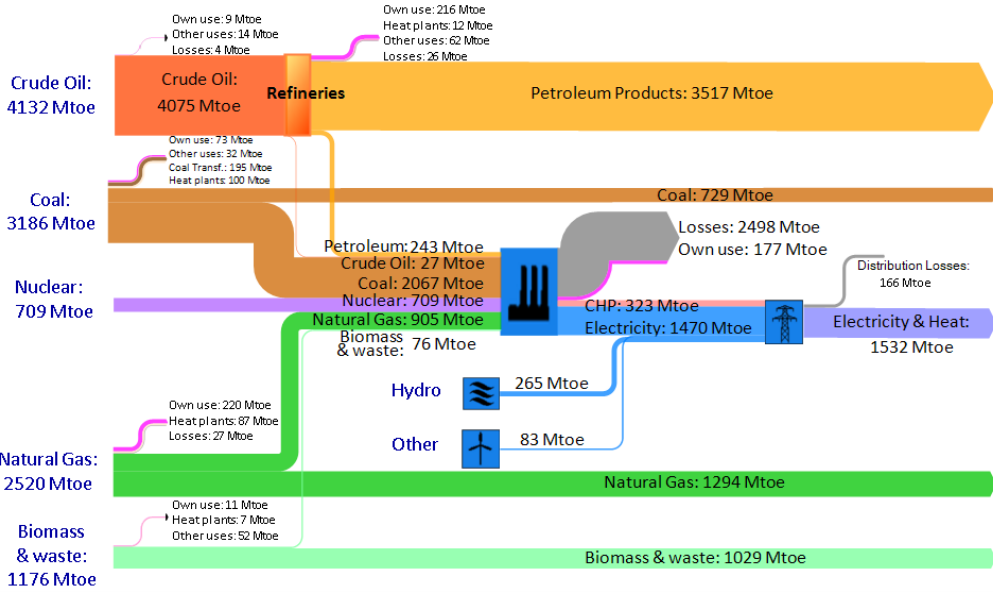 Own use: 9 Mtoe
Other uses: 14 Mtoe
Losses: 4 Mtoe
Own use: 216 Mtoe
Heat plants: 12 Mtoe
Other uses: 62 Mtoe
Losses: 26 Mtoe
Crude Oil:
4132 Mtoe
Crude Oil:
4075 Mtoe
Refineries
Petroleum Products: 3517 Mtoe
Own use: 73 Mtoe
Other uses: 32 Mtoe
Coal Transf.: 195 Mtoe
Heat plants: 100 Mtoe
Coal:
3186 Mtoe
Coal: 729 Mtoe
Losses: 2498 Mtoe
Own use: 177 Mtoe
Petroleum: 243 Mtoe
Crude Oil: 27 Mtoe
Coal: 2067 Mtoe
Nuclear: 709 Mtoe
Natural Gas: 905 Mtoe
Biomass
& waste: 76 Mtoe
Nuclear:
709 Mtoe
Distribution Losses:
166 Mtoe
CHP: 323 Mtoe
Electricity: 1470 Mtoe
Electricity & Heat:
1532 Mtoe
Hydro
265 Mtoe
Other
83 Mtoe
Own use: 220 Mtoe
Heat plants: 87 Mtoe
Losses: 27 Mtoe
Natural Gas:
2520 Mtoe
Natural Gas: 1294 Mtoe
Own use: 11 Mtoe
Heat plants: 7 Mtoe
Other uses: 52 Mtoe
Biomass
& waste:
1176 Mtoe
Biomass & waste: 1029 Mtoe